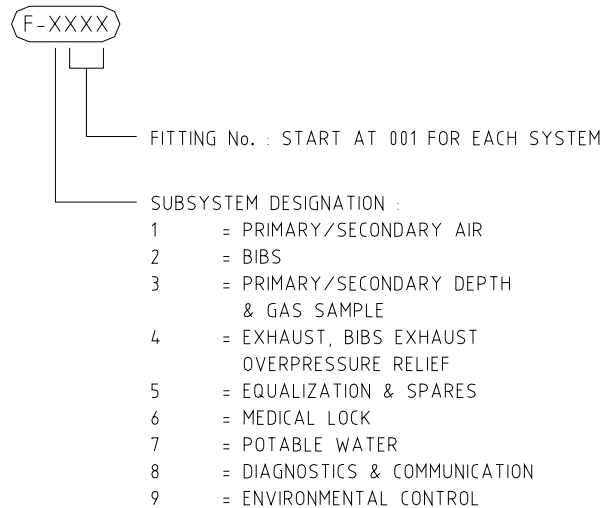 F-XXXX
FITTING No. : START AT 001 FOR EACH SYSTEM
SUBSYSTEM DESIGNATION :
1 = PRIMARY/SECONDARY AIR
2 = BIBS
3 = PRIMARY/SECONDARY DEPTH
& GAS SAMPLE
4 = EXHAUST, BIBS EXHAUST
OVERPRESSURE RELIEF
5 = EQUALIZATION & SPARES
6 = MEDICAL LOCK
7 = POTABLE WATER
8 = DIAGNOSTICS & COMMUNICATION
9 = ENVIRONMENTAL CONTROL